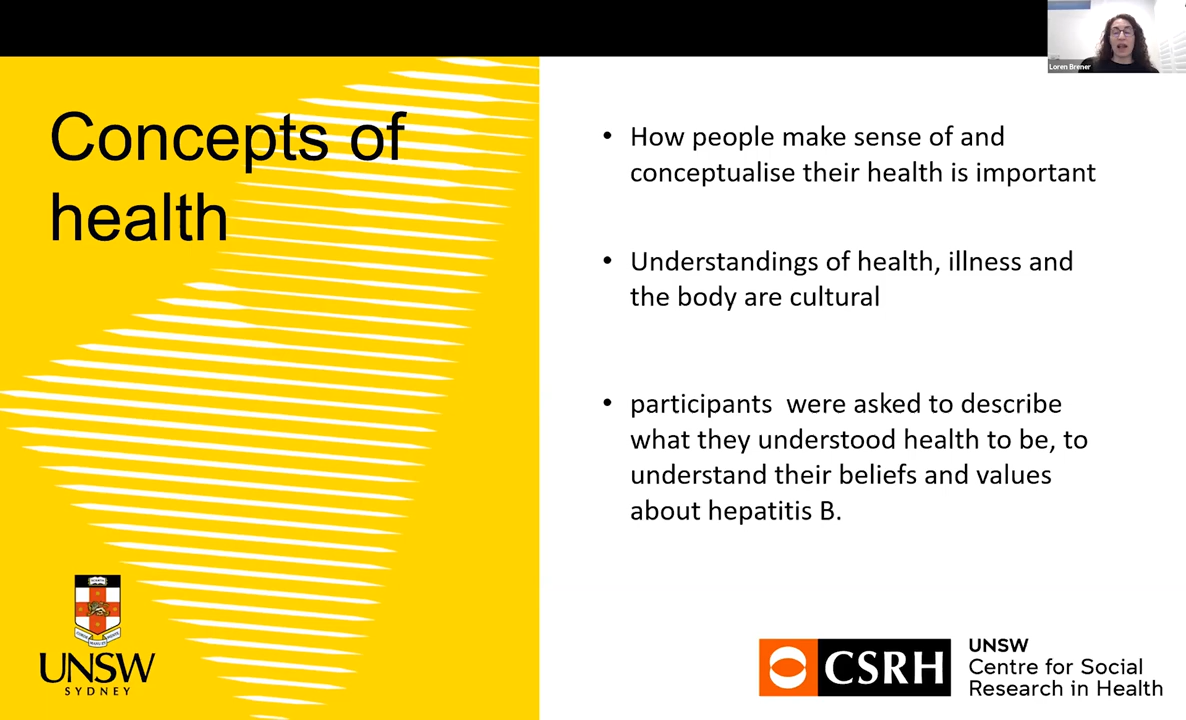 Loren Brener
Concepts of
health
• How people make sense of and
conceptualise their health is important
• Understandings of health, illness and
the body are cultural
• participants  were asked to describe
what they understood health to be, to
understand their beliefs and values
about hepatitis B.
UNSW
SYDNEY
CSRH
UNSW
Centre for Social
Research in Health